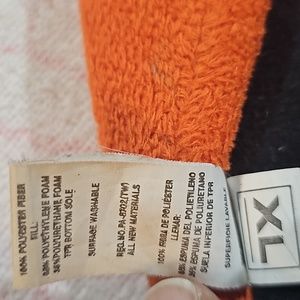 100% POLYESTER FIBER
FILL:
POLYETHYLENE FOAM
POLYURETHANE FOAM
TPR BOTTOM SOLE
SURFACE WASHABLE
REG. NO. PA-
ALL NEW MATERIALS
100% FIBRA DE POLIÉSTER
LLENAR:
ESPUMA DE POLIETILENO
ESPUMA DE POLIURETANO
SUELA INFERIOR DE TPR
SUPERFICIE LAVABLE
XL